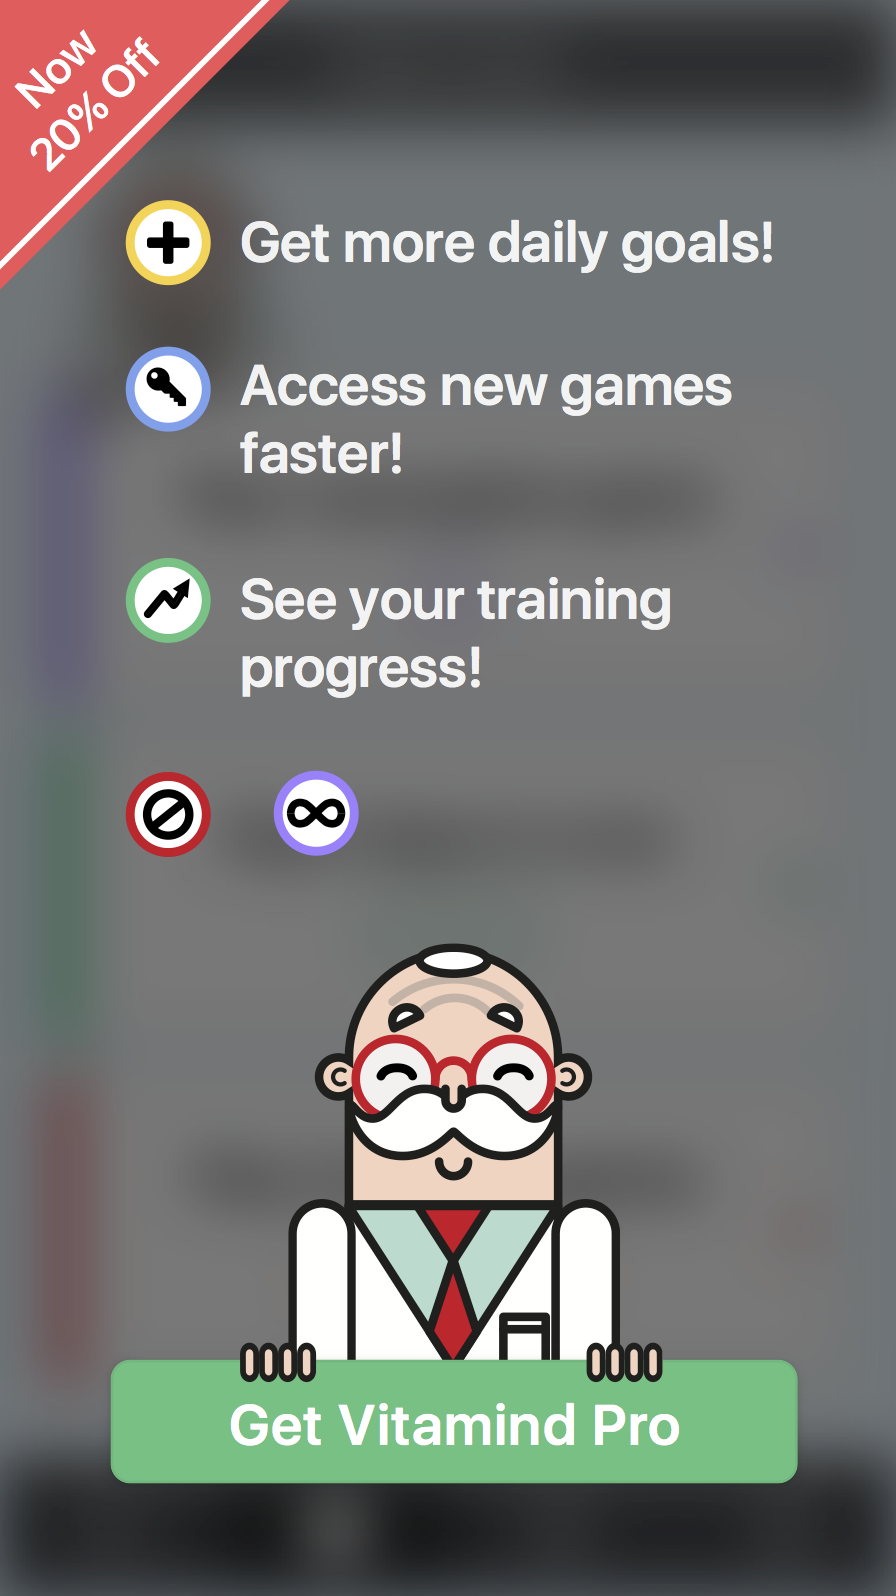 Now
20% Off
Get more daily goals!
Access new games
faster!
See your training
progress!
Get Vitamind Pro